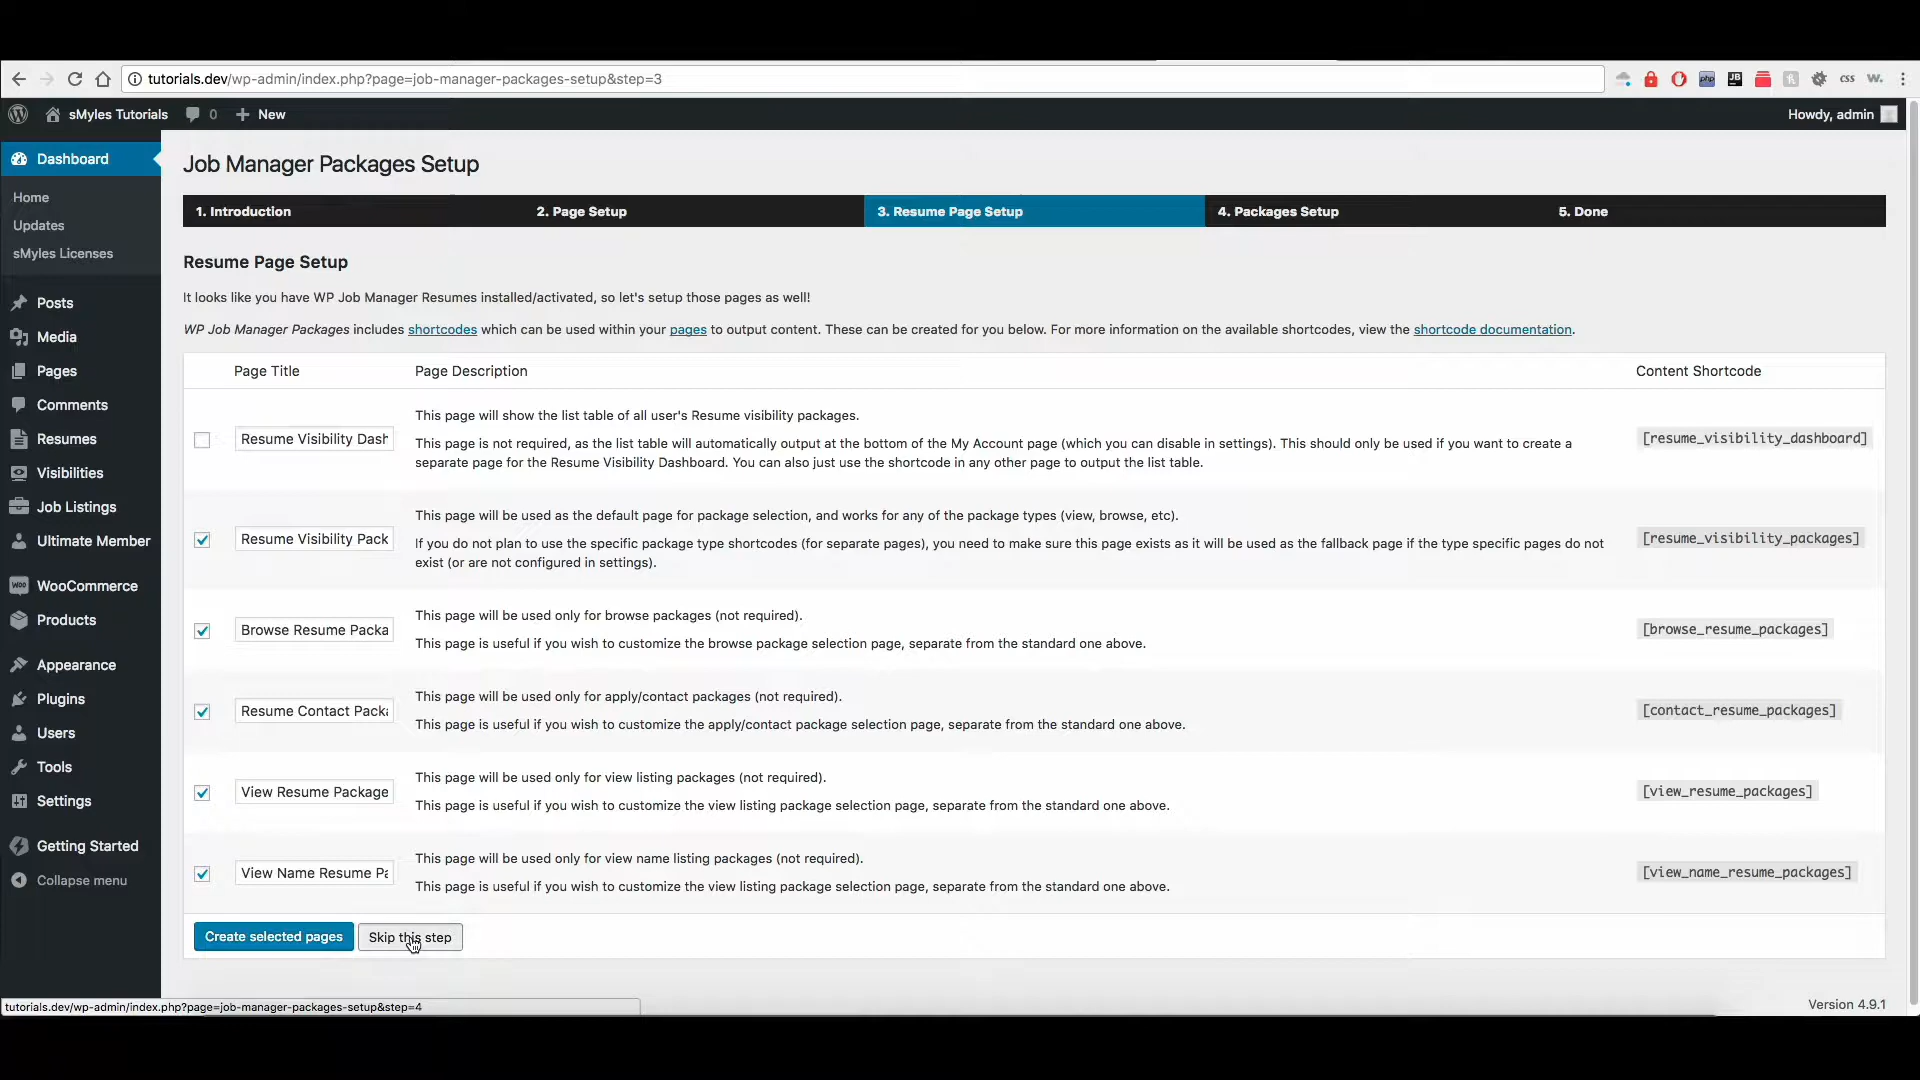 tutorials.dev/wp-admin/index.php?page=job-manager-packages-setup&step=3
php JB css W.
sMyles Tutorials 0 New Howdy, admin
Dashboard
Home
Updates
sMyles Licenses
Posts
Media
Pages
Comments
Resumes
Visibilities
Job Listings
Ultimate Member
WooCommerce
Products
Appearance
Plugins
Users
Tools
Settings
Getting Started
Collapse menu
Job Manager Packages Setup
1. Introduction 2. Page Setup 3. Resume Page Setup 4. Packages Setup 5. Done
Resume Page Setup
It looks like you have WP Job Manager Resumes installed/activated, so let's setup those pages as well!
WP Job Manager Packages includes shortcodes which can be used within your pages to output content. These can be created for you below. For more information on the available shortcodes, view the shortcode documentation.
Page Title Page Description Content Shortcode
Resume Visibility Dash
This page will show the list table of all user's Resume visibility packages.
This page is not required, as the list table will automatically output at the bottom of the My Account page (which you can disable in settings). This should only be used if you want to create a
separate page for the Resume Visibility Dashboard. You can also just use the shortcode in any other page to output the list table.
[resume_visibility_dashboard]
Resume Visibility Pack
This page will be used as the default page for package selection, and works for any of the package types (view, browse, etc).
If you do not plan to use the specific package type shortcodes (for separate pages), you need to make sure this page exists as it will be used as the fallback page if the type specific pages do not
exist (or are not configured in settings).
[resume_visibility_packages]
Browse Resume Packa
This page will be used only for browse packages (not required).
This page is useful if you wish to customize the browse package selection page, separate from the standard one above.
[browse_resume_packages]
Resume Contact Packa
This page will be used only for apply/contact packages (not required).
This page is useful if you wish to customize the apply/contact package selection page, separate from the standard one above.
[contact_resume_packages]
View Resume Package
This page will be used only for view listing packages (not required).
This page is useful if you wish to customize the view listing package selection page, separate from the standard one above.
[view_resume_packages]
View Name Resume Pa
This page will be used only for view name listing packages (not required).
This page is useful if you wish to customize the view listing package selection page, separate from the standard one above.
[view_name_resume_packages]
Create selected pages Skip this step
tutorials.dev/wp-admin/index.php?page=job-manager-packages-setup&step=4
Version 4.9.1